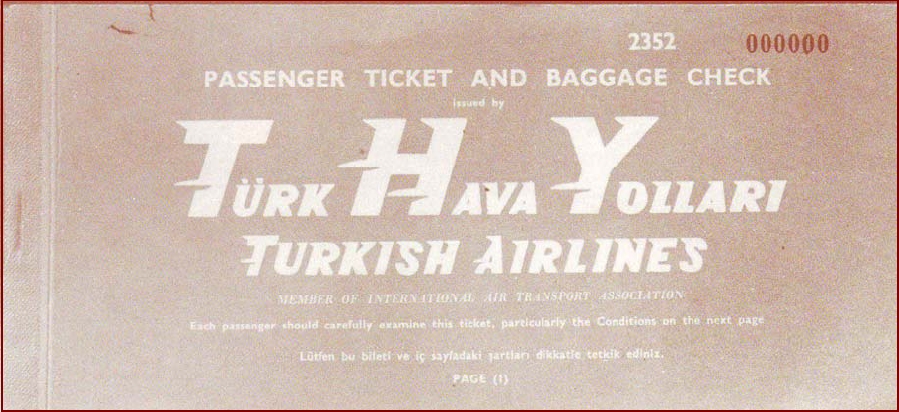 2352 000000
PASSENGER TICKET AND BAGGAGE CHECK
issued by
TÜRK HAVA YOLLARI
TURKISH AIRLINES
MEMBER OF INTERNATIONAL AIR TRANSPORT ASSOCIATION
Each passenger should carefully examine this ticket, particularly the Conditions on the next page
Lûtfen bu bileti ve iç sayfadaki şartları dikkatle tetkik ediniz.
PAGE (1)